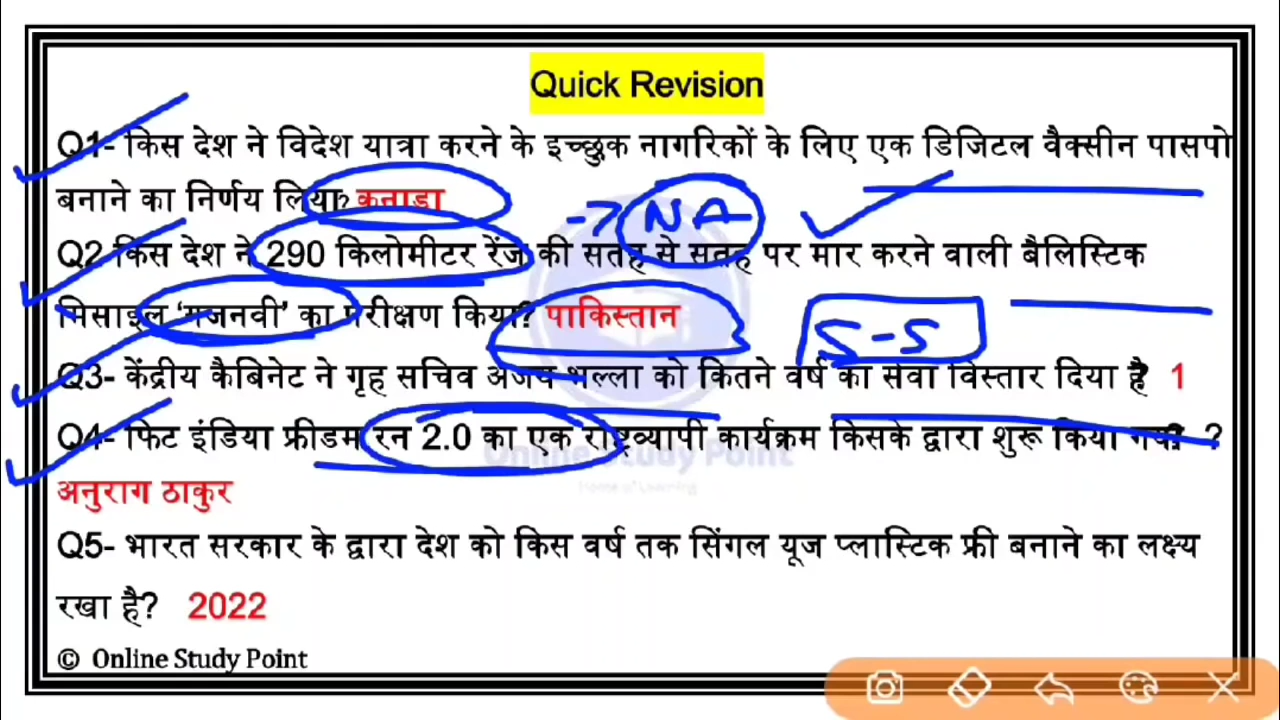 Quick Revision
Q1- किस देश ने विदेश यात्रा करने के इच्छुक नागरिकों के लिए एक डिजिटल वैक्सीन पासपो
बनाने का निर्णय लिया? कनाडा
→ NA
Q2 किस देश ने 290 किलोमीटर रेंज की सतह से सतह पर मार करने वाली बैलिस्टिक
मिसाइल ‘गजनवी’ का परीक्षण किया? पाकिस्तान
S-S
Q3- केंद्रीय कैबिनेट ने गृह सचिव अजय भल्ला को कितने वर्ष का सेवा विस्तार दिया है 1
Q4- फिट इंडिया फ्रीडम रन 2.0 का एक राष्ट्रव्यापी कार्यक्रम किसके द्वारा शुरू किया गया ?
Online Study Point
Home of Learning
अनुराग ठाकुर
Q5- भारत सरकार के द्वारा देश को किस वर्ष तक सिंगल यूज प्लास्टिक फ्री बनाने का लक्ष्य
रखा है? 2022
© Online Study Point